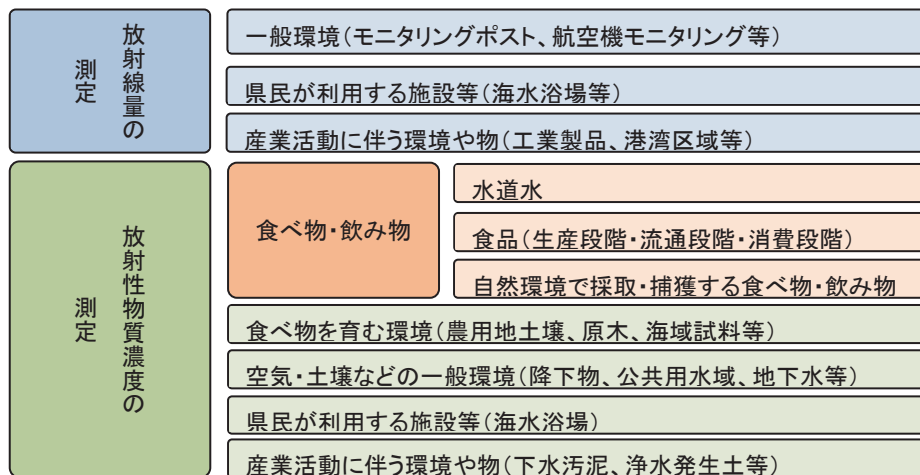 放射線量の
測定
一般環境(モニタリングポスト、航空機モニタリング等)
県民が利用する施設等(海水浴場等)
産業活動に伴う環境や物(工業製品、港湾区域等)
放射性物質濃度の
測定
食べ物・飲み物
水道水
食品(生産段階・流通段階・消費段階)
自然環境で採取・捕獲する食べ物・飲み物
食べ物を育む環境(農用地土壌、原木、海域試料等)
空気・土壌などの一般環境(降下物、公共用水域、地下水等)
県民が利用する施設等(海水浴場)
産業活動に伴う環境や物(下水汚泥、浄水発生土等)